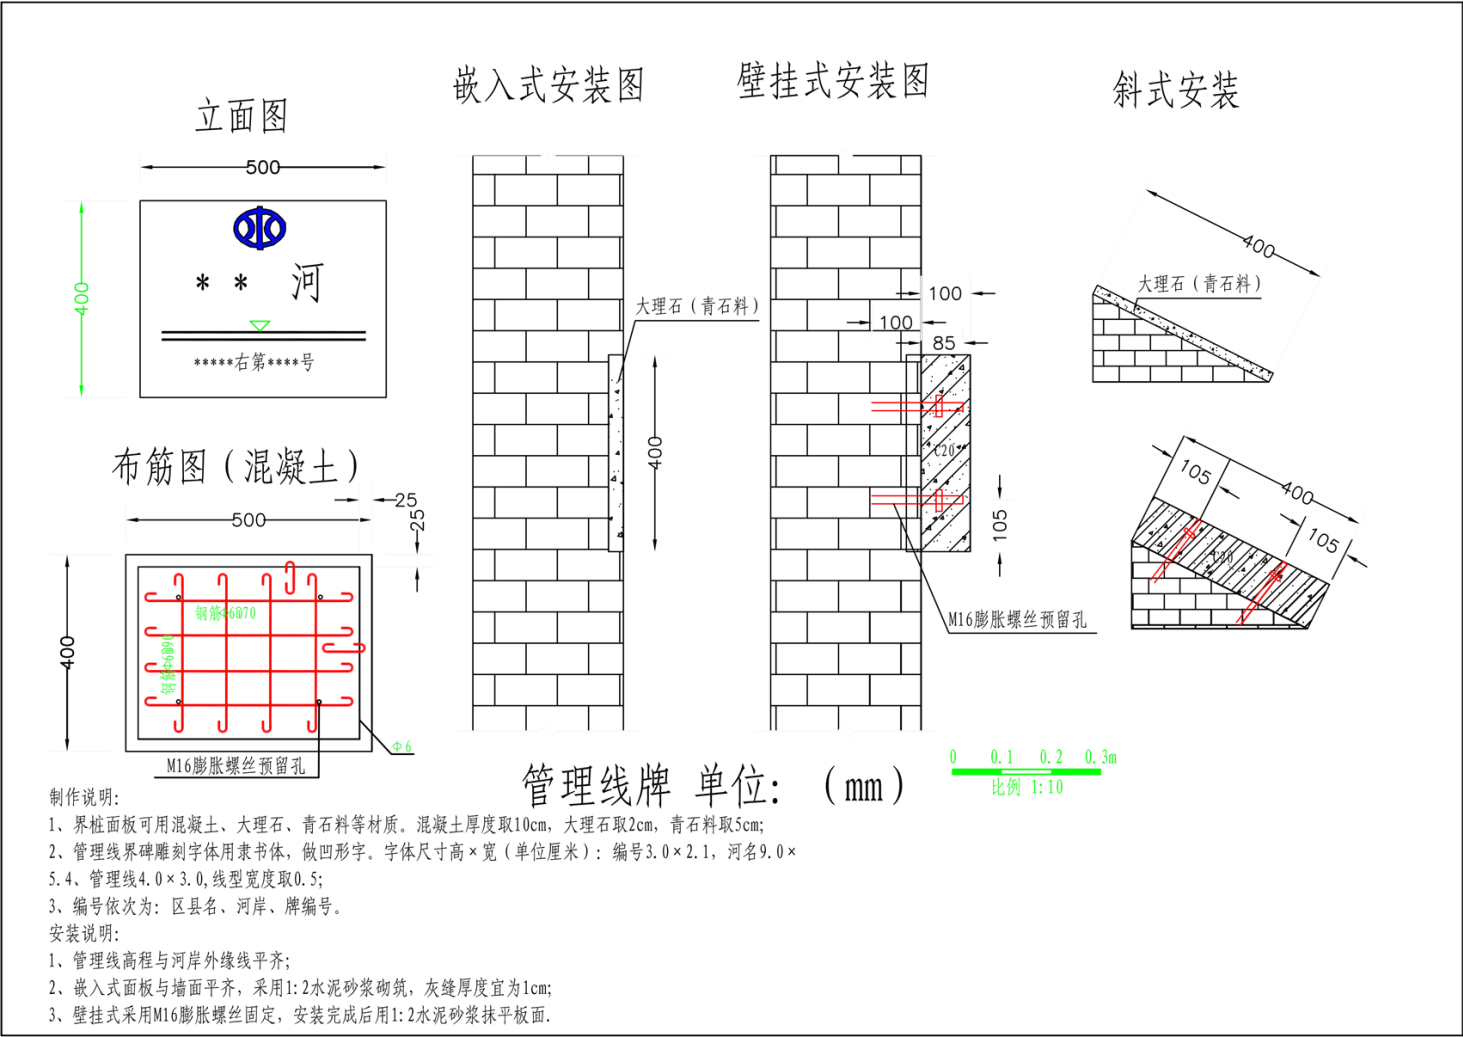 立面图
嵌入式安装图
壁挂式安装图
斜式安装
500
400
** 河
*****右第****号
大理石（青石料）
400
100
100
85
C20
105
M16膨胀螺丝预留孔
400
大理石（青石料）
105
400
105
C20
布筋图（混凝土）
25
500
25
400
钢筋Φ6@70
钢筋Φ6@90
Φ6
M16膨胀螺丝预留孔
管理线牌 单位：（mm）
0 0.1 0.2 0.3m
比例 1:10
制作说明：
1、界桩面板可用混凝土、大理石、青石料等材质。混凝土厚度取10cm，大理石取2cm，青石料取5cm；
2、管理线界碑雕刻字体用隶书体，做凹形字。字体尺寸高×宽（单位厘米）：编号3.0×2.1，河名9.0×
5.4、管理线4.0×3.0,线型宽度取0.5；
3、编号依次为：区县名、河岸、牌编号。
安装说明：
1、管理线高程与河岸外缘线平齐；
2、嵌入式面板与墙面平齐，采用1:2水泥砂浆砌筑，灰缝厚度宜为1cm；
3、壁挂式采用M16膨胀螺丝固定，安装完成后用1:2水泥砂浆抹平板面.